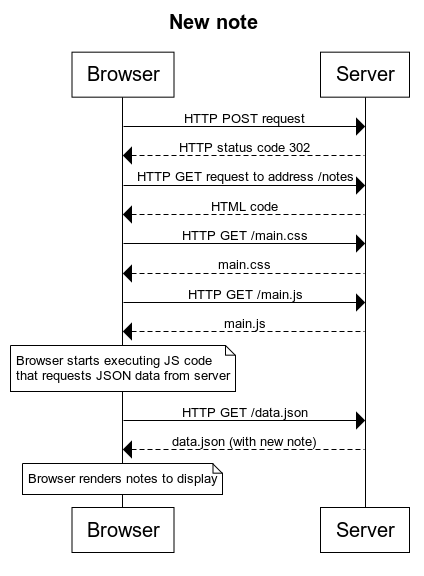 New note
Browser Server
HTTP POST request
HTTP status code 302
HTTP GET request to address /notes
HTML code
HTTP GET /main.css
main.css
HTTP GET /main.js
main.js
Browser starts executing JS code
that requests JSON data from server
HTTP GET /data.json
data.json (with new note)
Browser renders notes to display
Browser Server